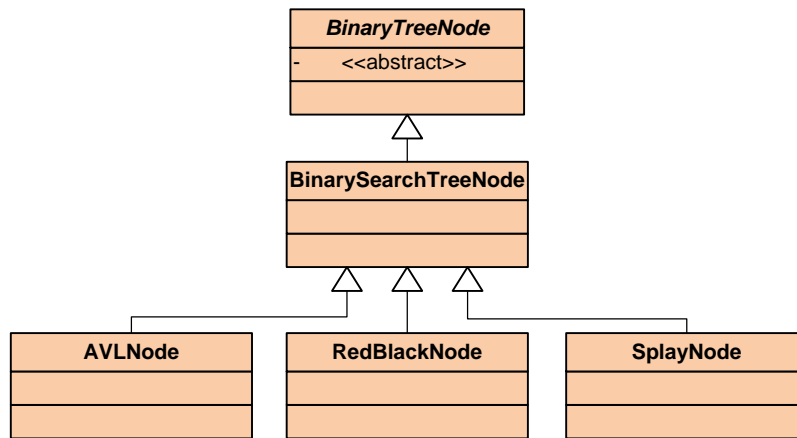 BinaryTreeNode
- <<abstract>>
BinarySearchTreeNode
AVLNode
RedBlackNode
SplayNode